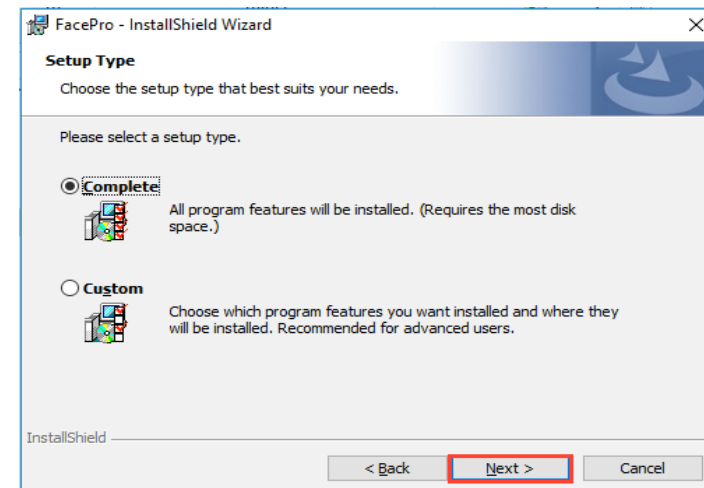 FacePro - InstallShield Wizard
Setup Type
Choose the setup type that best suits your needs.
Please select a setup type.
Complete
All program features will be installed. (Requires the most disk
space.)
Custom
Choose which program features you want installed and where they
will be installed. Recommended for advanced users.
InstallShield
< Back
Next >
Cancel